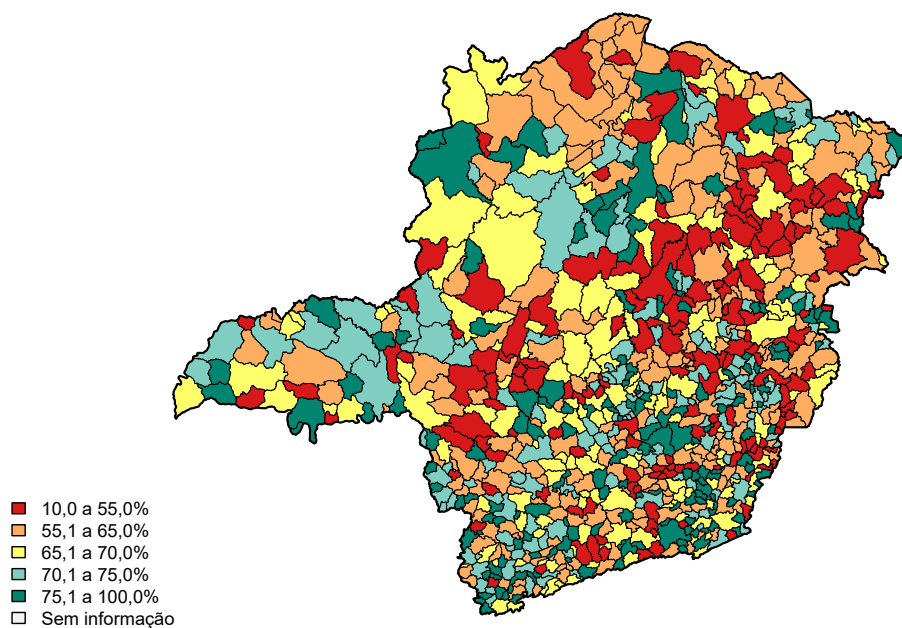 10,0 a 55,0%
55,1 a 65,0%
65,1 a 70,0%
70,1 a 75,0%
75,1 a 100,0%
Sem informação